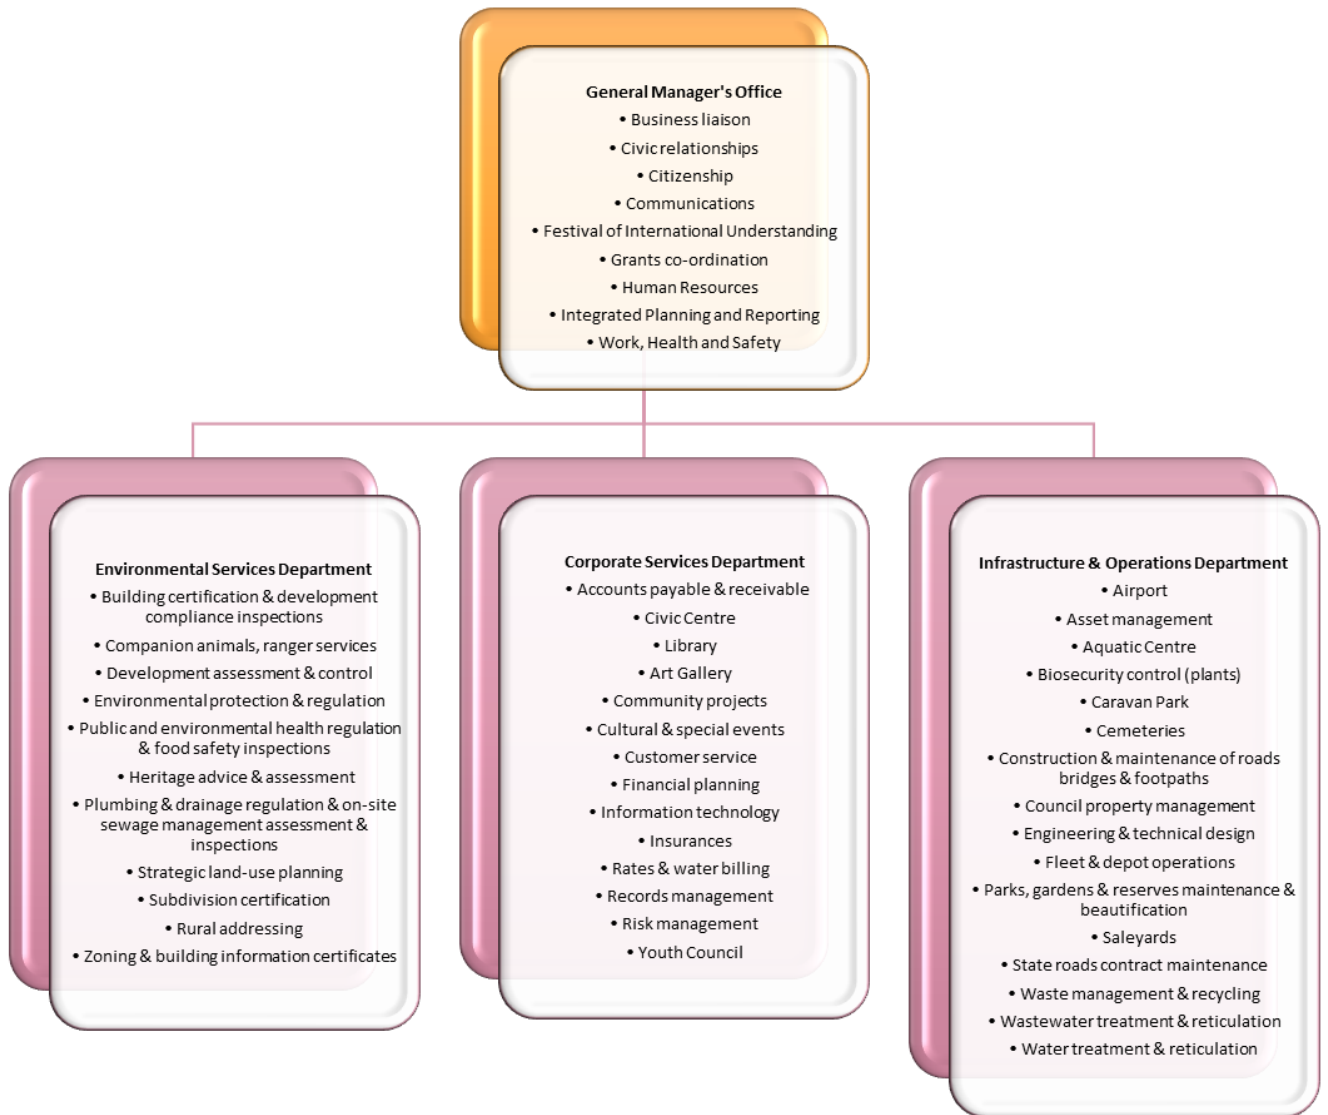 General Manager's Office
• Business liaison
• Civic relationships
• Citizenship
• Communications
• Festival of International Understanding
• Grants co-ordination
• Human Resources
• Integrated Planning and Reporting
• Work, Health and Safety
Environmental Services Department
• Building certification & development
compliance inspections
• Companion animals, ranger services
• Development assessment & control
• Environmental protection & regulation
• Public and environmental health regulation
& food safety inspections
• Heritage advice & assessment
• Plumbing & drainage regulation & on-site
sewage management assessment &
inspections
• Strategic land-use planning
• Subdivision certification
• Rural addressing
• Zoning & building information certificates
Corporate Services Department
• Accounts payable & receivable
• Civic Centre
• Library
• Art Gallery
• Community projects
• Cultural & special events
• Customer service
• Financial planning
• Information technology
• Insurances
• Rates & water billing
• Records management
• Risk management
• Youth Council
Infrastructure & Operations Department
• Airport
• Asset management
• Aquatic Centre
• Biosecurity control (plants)
• Caravan Park
• Cemeteries
• Construction & maintenance of roads
bridges & footpaths
• Council property management
• Engineering & technical design
• Fleet & depot operations
• Parks, gardens & reserves maintenance &
beautification
• Saleyards
• State roads contract maintenance
• Waste management & recycling
• Wastewater treatment & reticulation
• Water treatment & reticulation